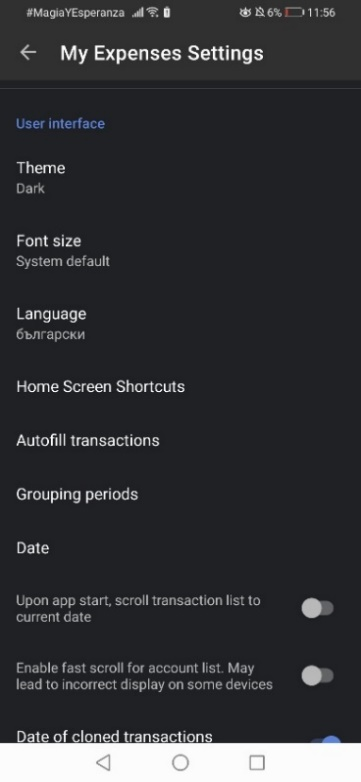 #MagiaYEsperanza 6% 11:56
My Expenses Settings
User interface
Theme
Dark
Font size
System default
Language
български
Home Screen Shortcuts
Autofill transactions
Grouping periods
Date
Upon app start, scroll transaction list to
current date
Enable fast scroll for account list. May
lead to incorrect display on some devices
Date of cloned transactions